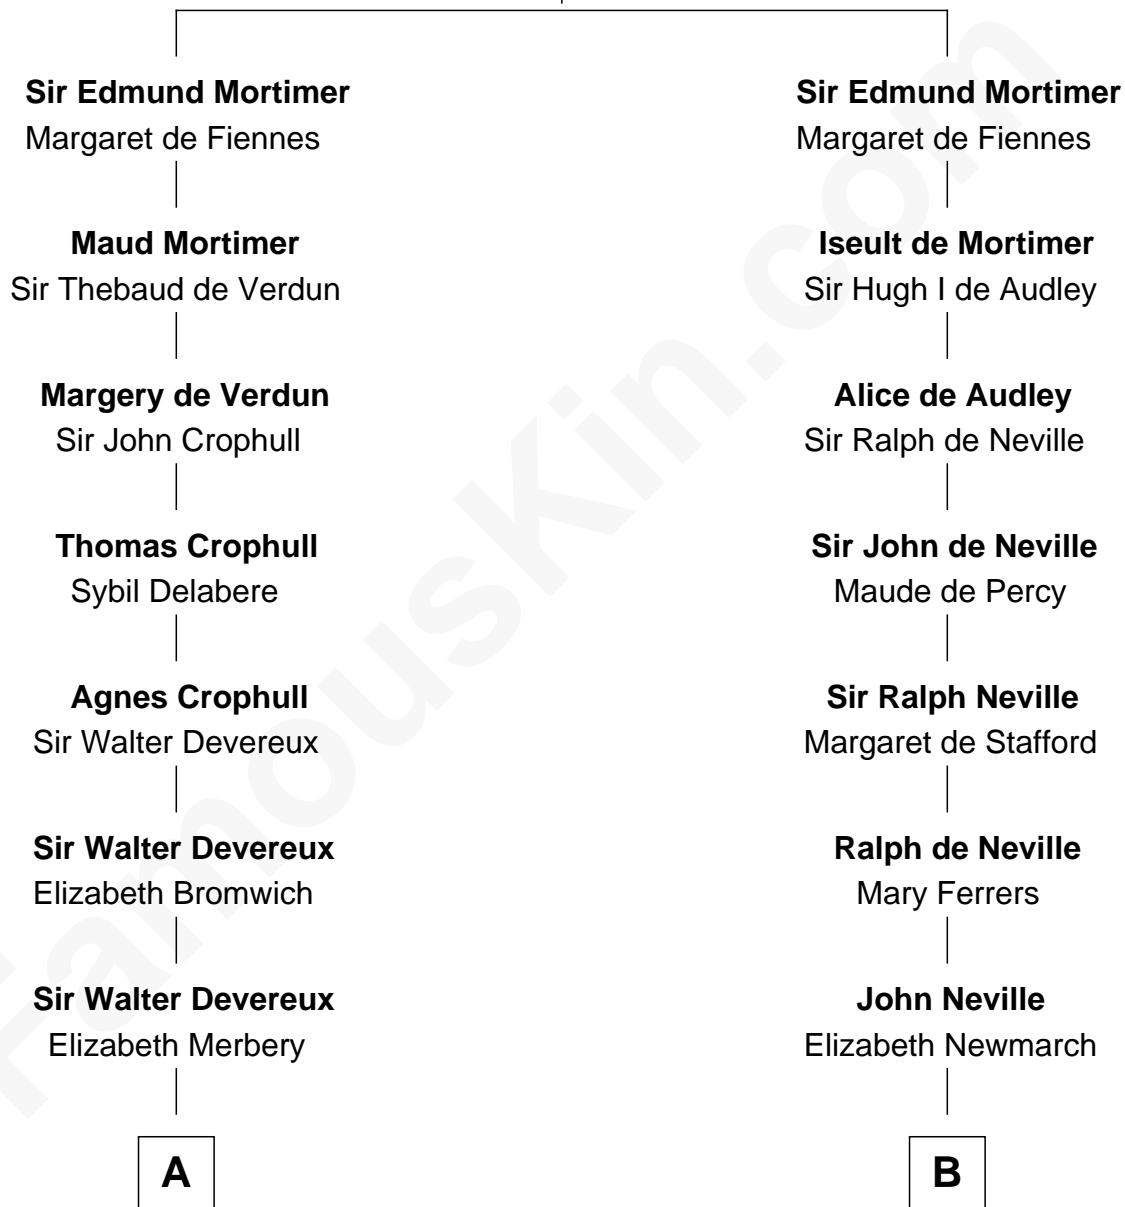 Sir Edmund Mortimer
Margaret de Fiennes
Maud Mortimer
Sir Thebaud de Verdun
Margery de Verdun
Sir John Crophull
Thomas Crophull
Sybil Delabere
Agnes Crophull
Sir Walter Devereux
Sir Walter Devereux
Elizabeth Bromwich
Sir Walter Devereux
Elizabeth Merbery
A
Sir Edmund Mortimer
Margaret de Fiennes
Iseult de Mortimer
Sir Hugh I de Audley
Alice de Audley
Sir Ralph de Neville
Sir John de Neville
Maude de Percy
Sir Ralph Neville
Margaret de Stafford
Ralph de Neville
Mary Ferrers
John Neville
Elizabeth Newmarch
B
FamousKin.com